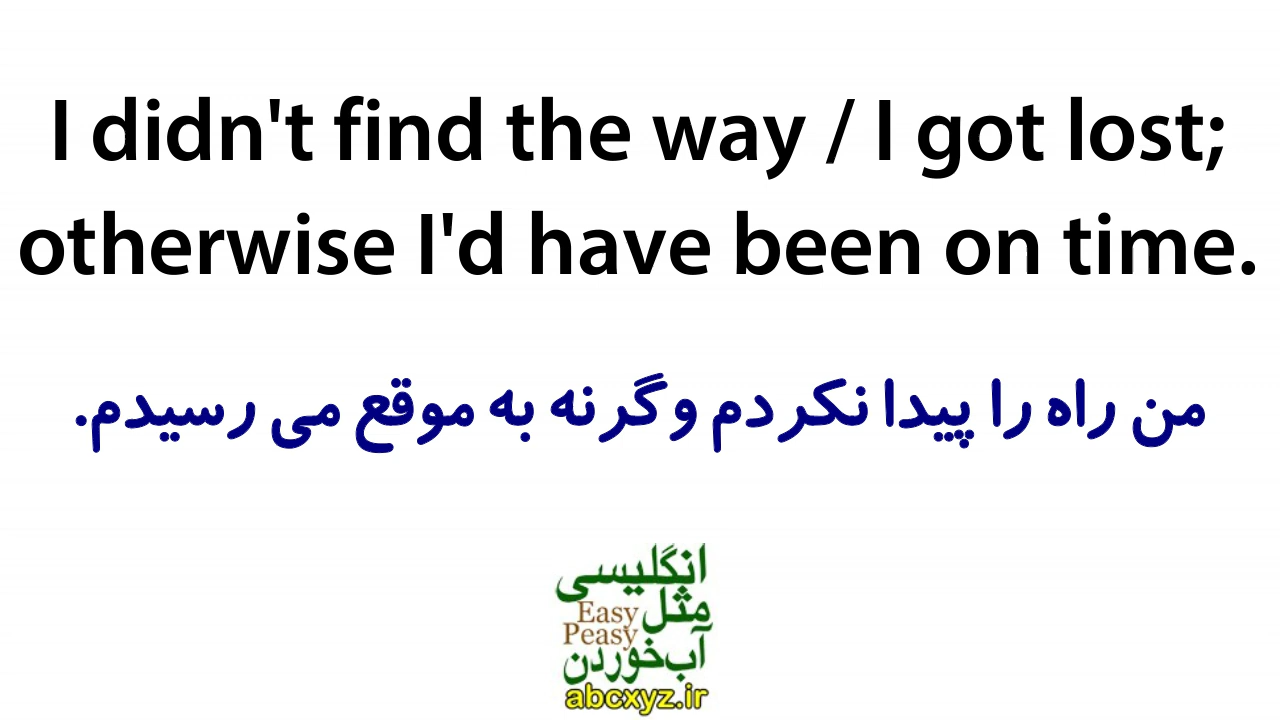 I didn't find the way / I got lost;
otherwise I'd have been on time.
من راه را پیدا نکردم وگرنه به موقع می رسیدم.
انگلیسی
مثل
Easy
Peasy
آب‌خوردن
abcxyz.ir